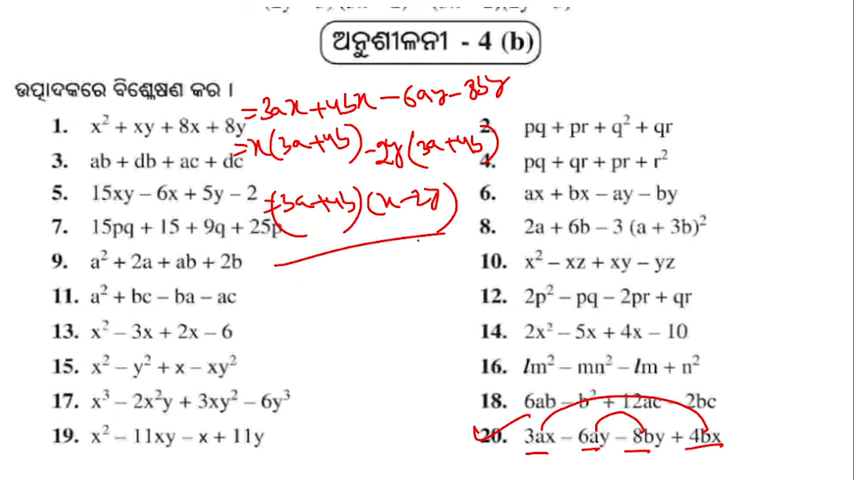 ଅନୁଶୀଳନୀ - 4 (b)
ଉତ୍ପାଦକରେ ବିଶ୍ଳେଷଣ କର ।
= 3ax + 4bx - 6ay - 8by
1. x² + xy + 8x + 8y
2. pq + pr + q² + qr
= x(3a+4b) - 2y(3a+4b)
3. ab + db + ac + dc
4. pq + qr + pr + r²
5. 15xy – 6x + 5y – 2
6. ax + bx – ay – by
= (3a+4b)(x-2y)
7. 15pq + 15 + 9q + 25p
8. 2a + 6b – 3 (a + 3b)²
9. a² + 2a + ab + 2b
10. x² – xz + xy – yz
11. a² + bc – ba – ac
12. 2p² – pq – 2pr + qr
13. x² – 3x + 2x – 6
14. 2x² – 5x + 4x – 10
15. x² – y² + x – xy²
16. lm² – mn² – lm + n²
17. x³ – 2x²y + 3xy² – 6y³
18. 6ab – b² + 12ac – 2bc
19. x² – 11xy – x + 11y
20. 3ax – 6ay – 8by + 4bx